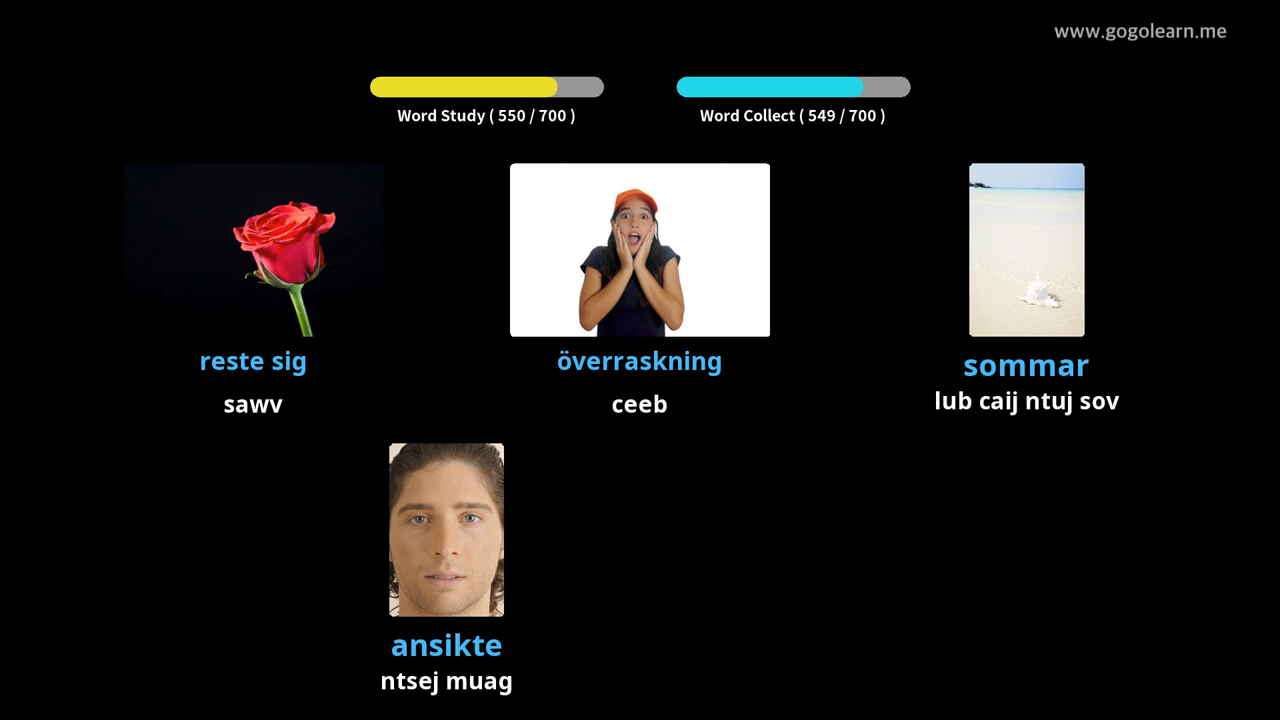 www.gogolearn.me
Word Study ( 550 / 700 )
Word Collect ( 549 / 700 )
reste sig
sawv
överraskning
ceeb
sommar
lub caij ntuj sov
ansikte
ntsej muag